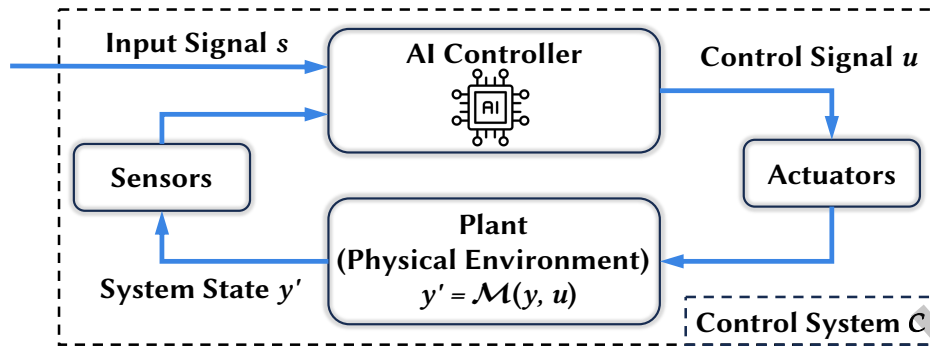 Input Signal s
AI Controller
AI
Control Signal u
Sensors
Actuators
Plant
(Physical Environment)
y' = ℳ(y, u)
System State y'
Control System C